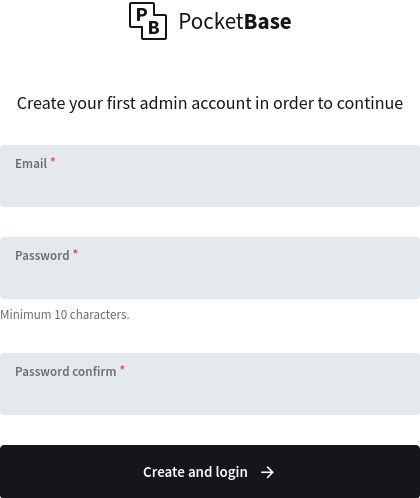 PB PocketBase
Create your first admin account in order to continue
Email *
Password *
Minimum 10 characters.
Password confirm *
Create and login →